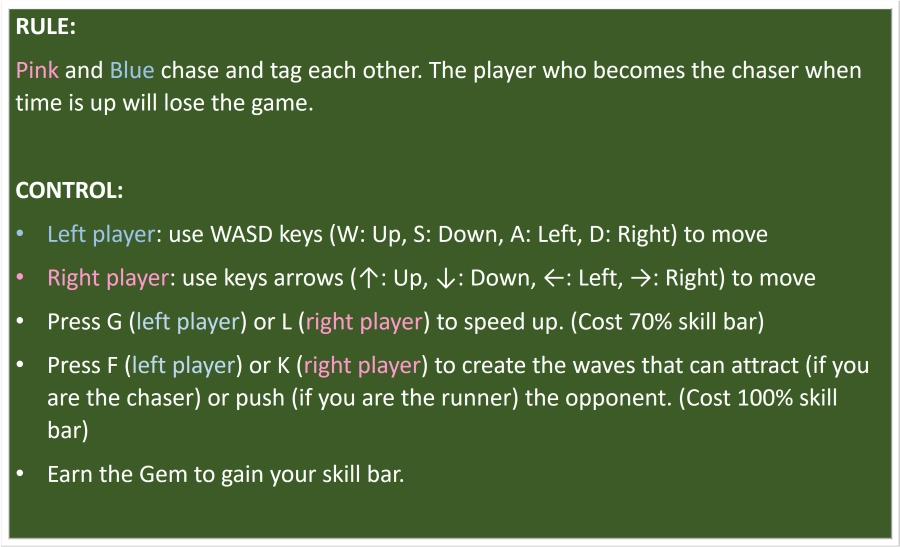 RULE:
Pink and Blue chase and tag each other. The player who becomes the chaser when
time is up will lose the game.
CONTROL:
• Left player: use WASD keys (W: Up, S: Down, A: Left, D: Right) to move
• Right player: use keys arrows (↑: Up, ↓: Down, ←: Left, →: Right) to move
• Press G (left player) or L (right player) to speed up. (Cost 70% skill bar)
• Press F (left player) or K (right player) to create the waves that can attract (if you
are the chaser) or push (if you are the runner) the opponent. (Cost 100% skill
bar)
• Earn the Gem to gain your skill bar.